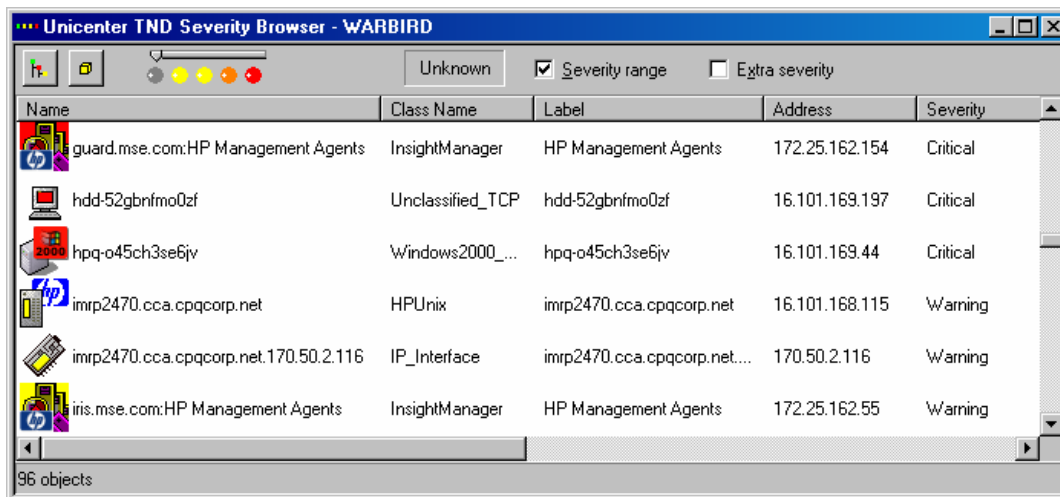 Unicenter TND Severity Browser - WARBIRD
Unknown Severity range Extra severity
Name Class Name Label Address Severity
guard.mse.com:HP Management Agents InsightManager HP Management Agents 172.25.162.154 Critical
hdd-52gbnfmo0zf Unclassified_TCP hdd-52gbnfmo0zf 16.101.169.197 Critical
2000 hpq-o45ch3se6jv Windows2000_... hpq-o45ch3se6jv 16.101.169.44 Critical
hp imrp2470.cca.cpqcorp.net HPUnix imrp2470.cca.cpqcorp.net 16.101.168.115 Warning
imrp2470.cca.cpqcorp.net.170.50.2.116 IP_Interface imrp2470.cca.cpqcorp.net.... 170.50.2.116 Warning
hp iris.mse.com:HP Management Agents InsightManager HP Management Agents 172.25.162.55 Warning
96 objects